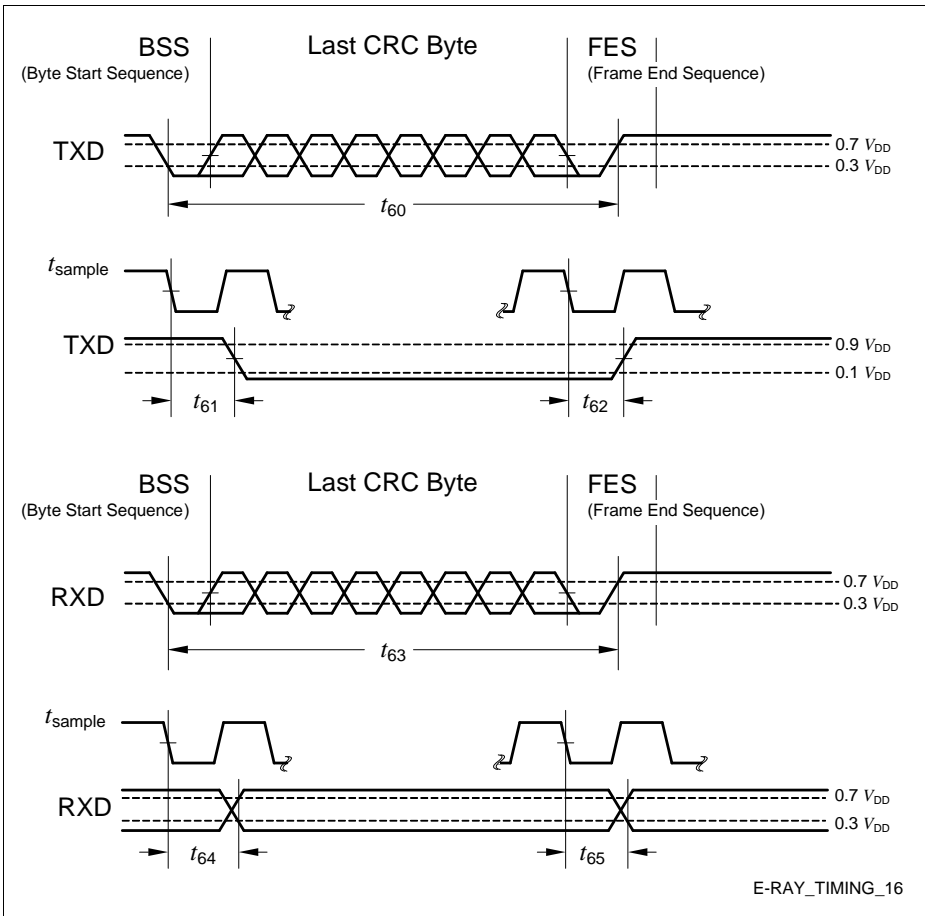 BSS Last CRC Byte FES
(Byte Start Sequence) (Frame End Sequence)
TXD 0.7 VDD
0.3 VDD
t60
tsample
TXD 0.9 VDD
0.1 VDD
t61 t62
BSS Last CRC Byte FES
(Byte Start Sequence) (Frame End Sequence)
RXD 0.7 VDD
0.3 VDD
t63
tsample
RXD 0.7 VDD
0.3 VDD
t64 t65
E-RAY_TIMING_16